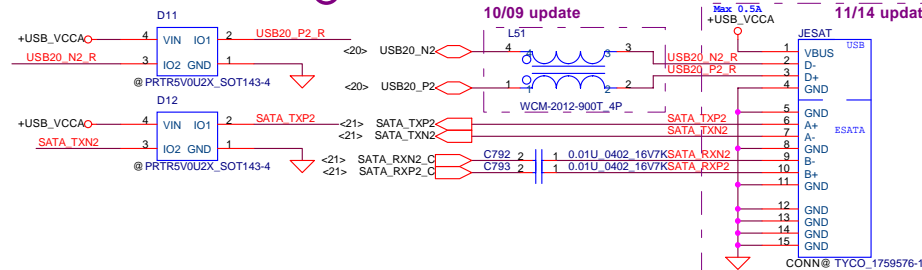 10/09 update
Max 0.5A
+USB_VCCA
11/14 updat
D11
+USB_VCCA
4
VIN
IO1
2
USB20_P2_R
USB20_N2_R
3
IO2
GND
1
@PRTR5V0U2X_SOT143-4
D12
+USB_VCCA
4
VIN
IO1
2
SATA_TXP2
SATA_TXN2
3
IO2
GND
1
@PRTR5V0U2X_SOT143-4
L51
<20> USB20_N2
4
3
USB20_N2_R
<20> USB20_P2
1
2
USB20_P2_R
4
3
1
2
WCM-2012-900T_4P
<21> SATA_TXP2
SATA_TXP2
<21> SATA_TXN2
SATA_TXN2
<21> SATA_RXN2_C
C792 2
1 0.01U_0402_16V7K
SATA_RXN2
<21> SATA_RXP2_C
C793 2
1 0.01U_0402_16V7K
SATA_RXP2
JESAT
USB
1 VBUS
2 D-
3 D+
4 GND
5 GND
6 A+
ESATA
7 A-
8 GND
9 B-
10 B+
11 GND
12 GND
13 GND
14 GND
15 GND
CONN@ TYCO_1759576-1